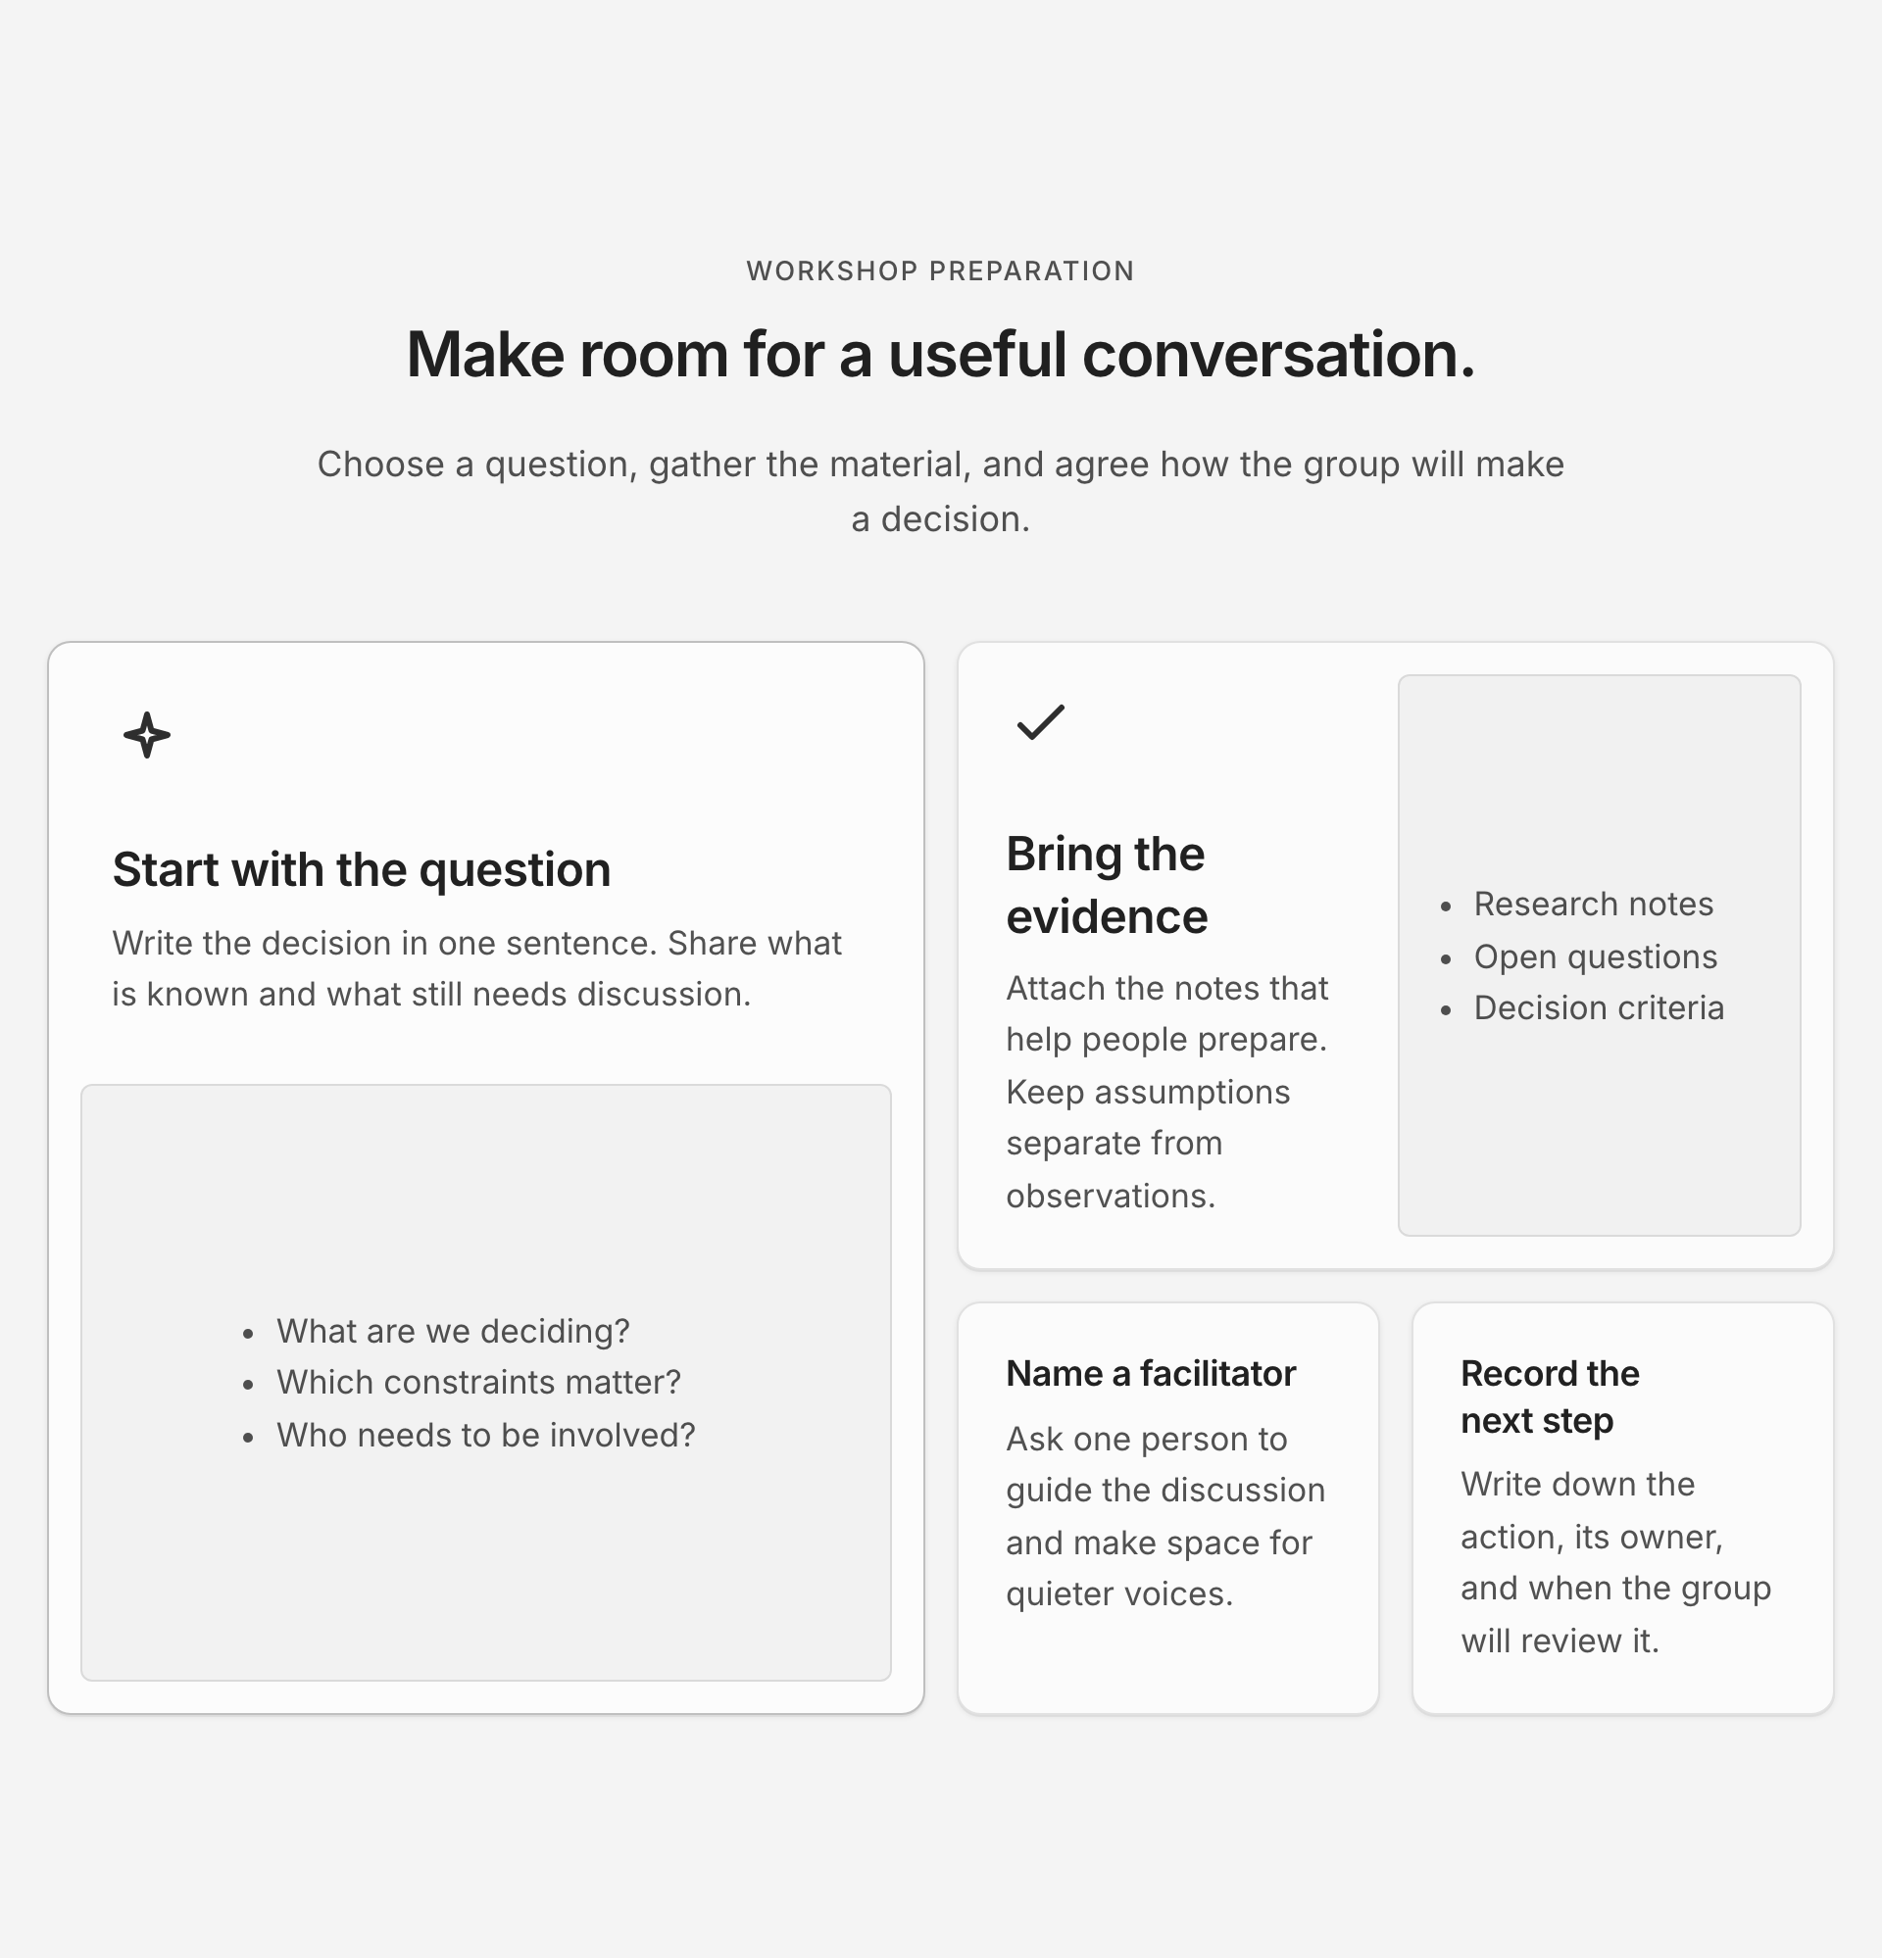 WORKSHOP PREPARATION
Make room for a useful conversation.
Choose a question, gather the material, and agree how the group will make
a decision.
Start with the question
Write the decision in one sentence. Share what
is known and what still needs discussion.
• What are we deciding?
• Which constraints matter?
• Who needs to be involved?
Bring the
evidence
Attach the notes that
help people prepare.
Keep assumptions
separate from
observations.
• Research notes
• Open questions
• Decision criteria
Name a facilitator
Ask one person to
guide the discussion
and make space for
quieter voices.
Record the
next step
Write down the
action, its owner,
and when the group
will review it.